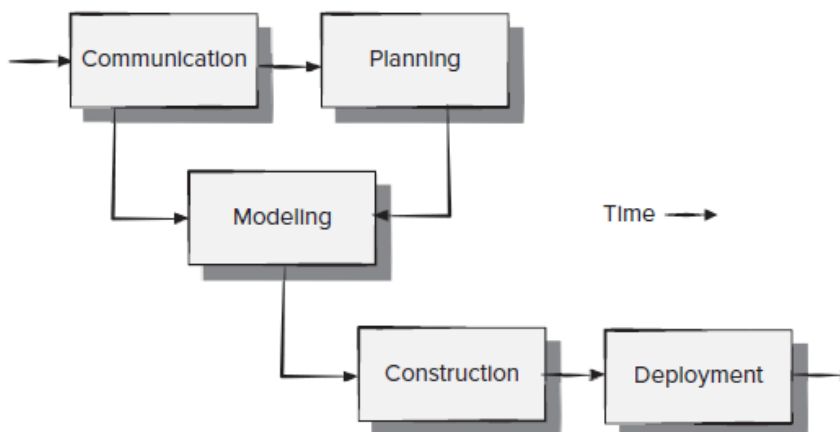 Communication
Planning
Modeling
Time
Construction
Deployment